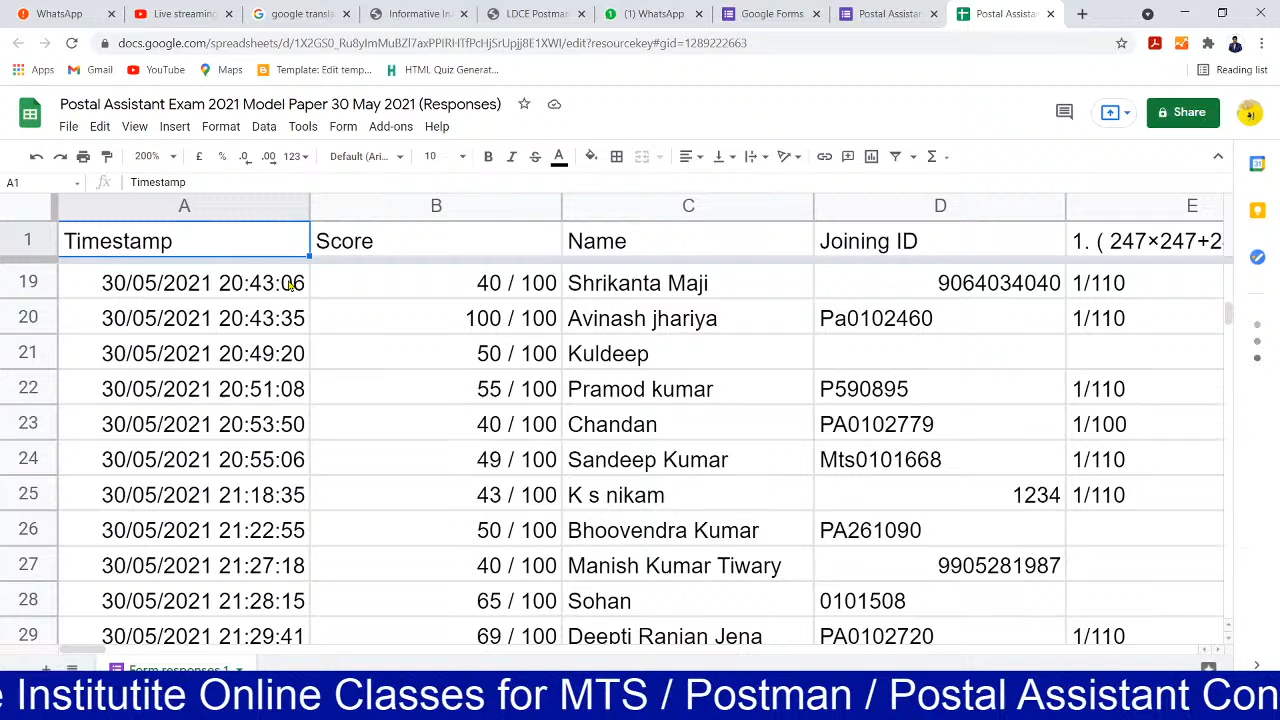 WhatsApp
Live streaming
google transla
Informative In
LDCE Postman
(1) WhatsApp
Google Forms
Postal Assistan
Postal Assista
docs.google.com/spreadsheets/d/
/edit?resourcekey#gid=1289222663
Apps
Gmail
YouTube
Maps
Template: Edit temp...
HTML Quiz Generat...
Reading list
Postal Assistant Exam 2021 Model Paper 30 May 2021 (Responses)
Share
File Edit View Insert Format Data Tools Form Add-ons Help
200% £ % .0 .00 123 Default (Ari... 10 B I S A Σ
A1 fx Timestamp
A B C D E
1 Timestamp Score Name Joining ID 1. ( 247×247+2
19 30/05/2021 20:43:06 40 / 100 Shrikanta Maji 9064034040 1/110
20 30/05/2021 20:43:35 100 / 100 Avinash jhariya Pa0102460 1/110
21 30/05/2021 20:49:20 50 / 100 Kuldeep
22 30/05/2021 20:51:08 55 / 100 Pramod kumar P590895 1/110
23 30/05/2021 20:53:50 40 / 100 Chandan PA0102779 1/100
24 30/05/2021 20:55:06 49 / 100 Sandeep Kumar Mts0101668 1/110
25 30/05/2021 21:18:35 43 / 100 K s nikam 1234 1/110
26 30/05/2021 21:22:55 50 / 100 Bhoovendra Kumar PA261090
27 30/05/2021 21:27:18 40 / 100 Manish Kumar Tiwary 9905281987
28 30/05/2021 21:28:15 65 / 100 Sohan 0101508
29 30/05/2021 21:29:41 69 / 100 Deepti Ranjan Jena PA0102720 1/110
Form responses 1
e Institutite Online Classes for MTS / Postman / Postal Assistant Con